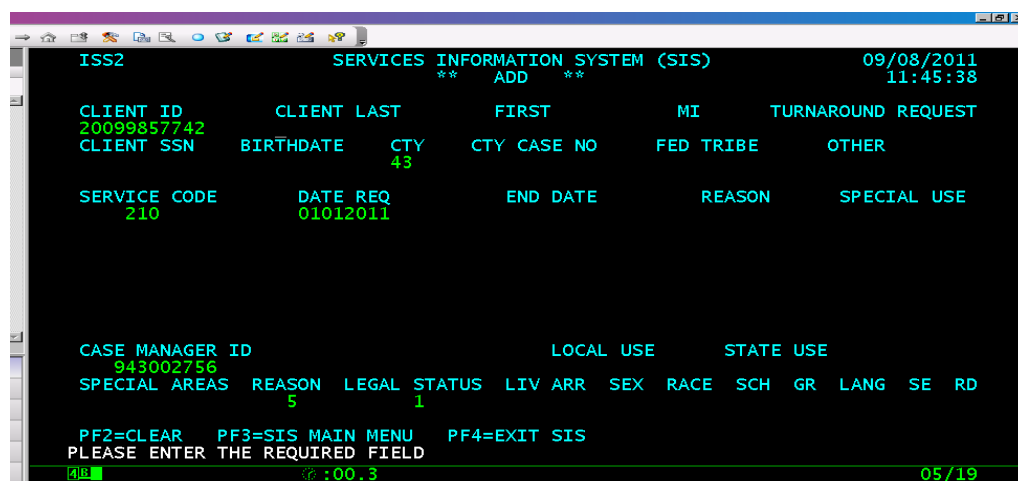 ISS2 SERVICES INFORMATION SYSTEM (SIS) 09/08/2011
** ADD ** 11:45:38
CLIENT ID CLIENT LAST FIRST MI TURNAROUND REQUEST
20099857742
CLIENT SSN BIRTHDATE CTY CTY CASE NO FED TRIBE OTHER
43
SERVICE CODE DATE REQ END DATE REASON SPECIAL USE
210 01012011
CASE MANAGER ID LOCAL USE STATE USE
943002756
SPECIAL AREAS REASON LEGAL STATUS LIV ARR SEX RACE SCH GR LANG SE RD
5 1
PF2=CLEAR PF3=SIS MAIN MENU PF4=EXIT SIS
PLEASE ENTER THE REQUIRED FIELD
4B :00.3 05/19